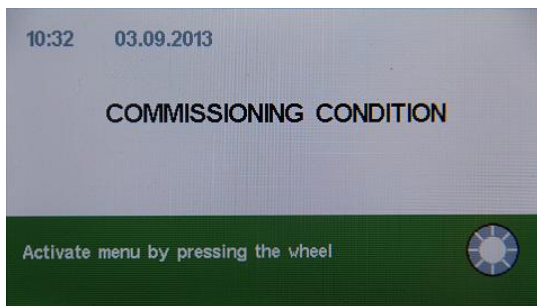 10:32 03.09.2013
COMMISSIONING CONDITION
Activate menu by pressing the wheel